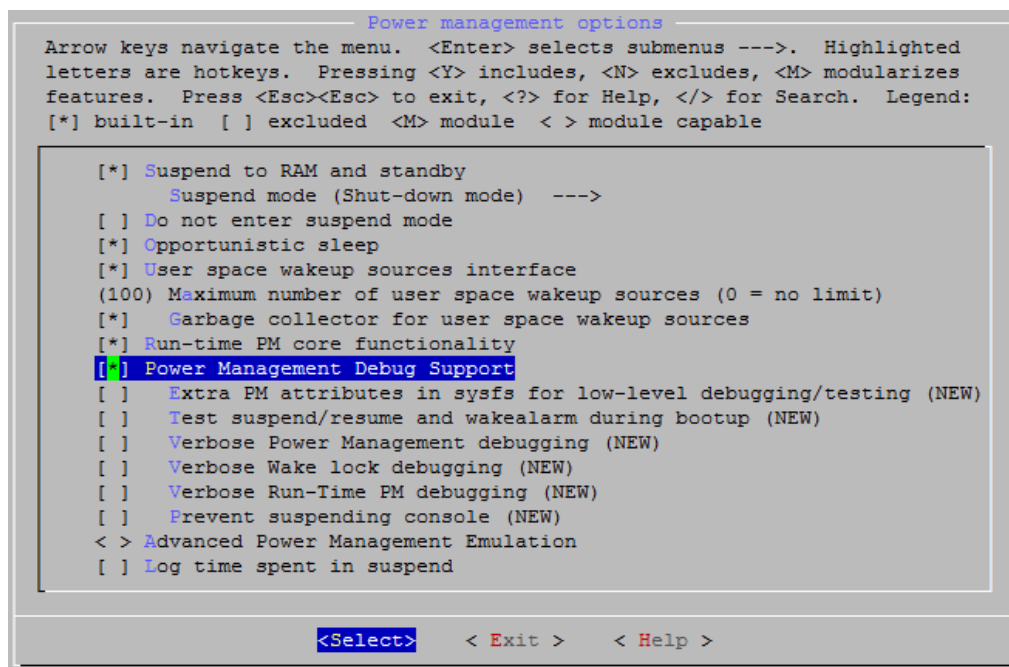 Power management options
Arrow keys navigate the menu.  <Enter> selects submenus --->.  Highlighted
letters are hotkeys.  Pressing <Y> includes, <N> excludes, <M> modularizes
features.  Press <Esc><Esc> to exit, <?> for Help, </> for Search.  Legend:
[*] built-in  [ ] excluded  <M> module  < > module capable
[*] Suspend to RAM and standby
Suspend mode (Shut-down mode)  --->
[ ] Do not enter suspend mode
[*] Opportunistic sleep
[*] User space wakeup sources interface
(100) Maximum number of user space wakeup sources (0 = no limit)
[*]   Garbage collector for user space wakeup sources
[*] Run-time PM core functionality
[*] Power Management Debug Support
[ ]   Extra PM attributes in sysfs for low-level debugging/testing (NEW)
[ ]   Test suspend/resume and wakealarm during bootup (NEW)
[ ]   Verbose Power Management debugging (NEW)
[ ]   Verbose Wake lock debugging (NEW)
[ ]   Verbose Run-Time PM debugging (NEW)
[ ]   Prevent suspending console (NEW)
< > Advanced Power Management Emulation
[ ] Log time spent in suspend
<Select>    < Exit >    < Help >